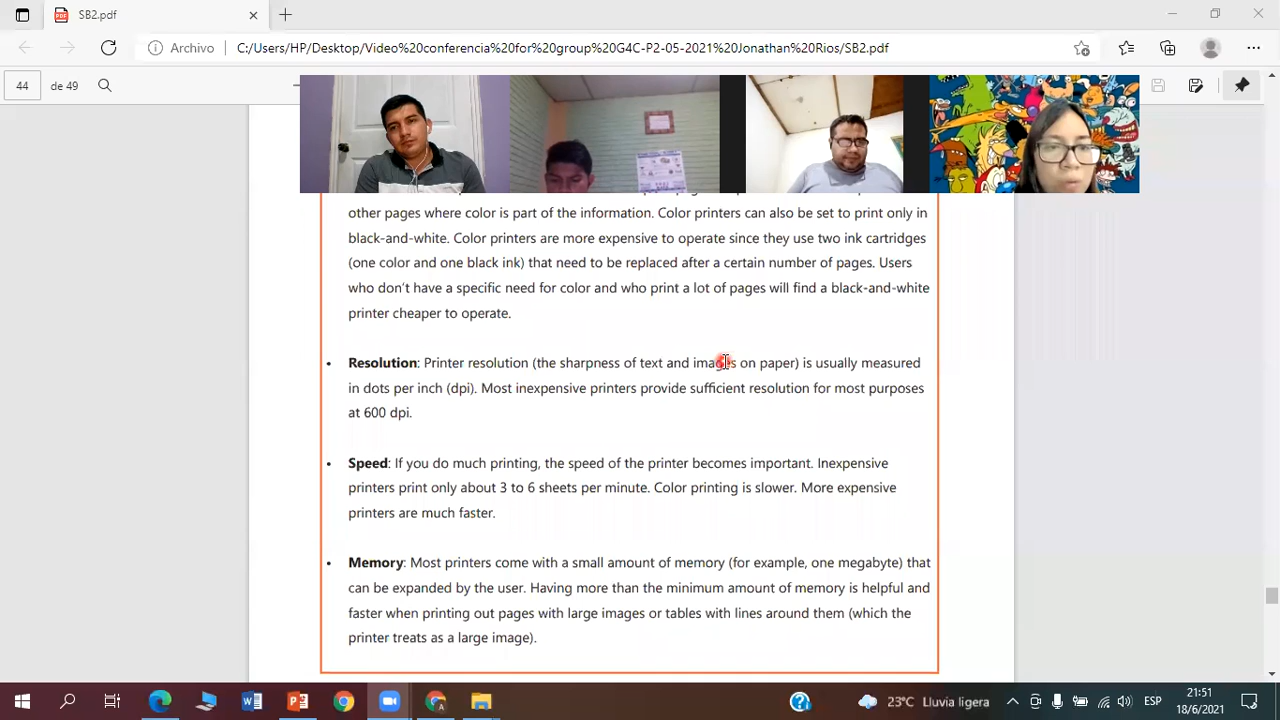 SB2.pdf
Archivo
C:/Users/HP/Desktop/Video%20conferencia%20for%20group%20G4C-P2-05-2021%20Jonathan%20Rios/SB2.pdf
44
de 49
other pages where color is part of the information. Color printers can also be set to print only in
black-and-white. Color printers are more expensive to operate since they use two ink cartridges
(one color and one black ink) that need to be replaced after a certain number of pages. Users
who don't have a specific need for color and who print a lot of pages will find a black-and-white
printer cheaper to operate.
• Resolution: Printer resolution (the sharpness of text and images on paper) is usually measured
in dots per inch (dpi). Most inexpensive printers provide sufficient resolution for most purposes
at 600 dpi.
• Speed: If you do much printing, the speed of the printer becomes important. Inexpensive
printers print only about 3 to 6 sheets per minute. Color printing is slower. More expensive
printers are much faster.
• Memory: Most printers come with a small amount of memory (for example, one megabyte) that
can be expanded by the user. Having more than the minimum amount of memory is helpful and
faster when printing out pages with large images or tables with lines around them (which the
printer treats as a large image).
23°C Lluvia ligera
ESP
21:51
18/6/2021